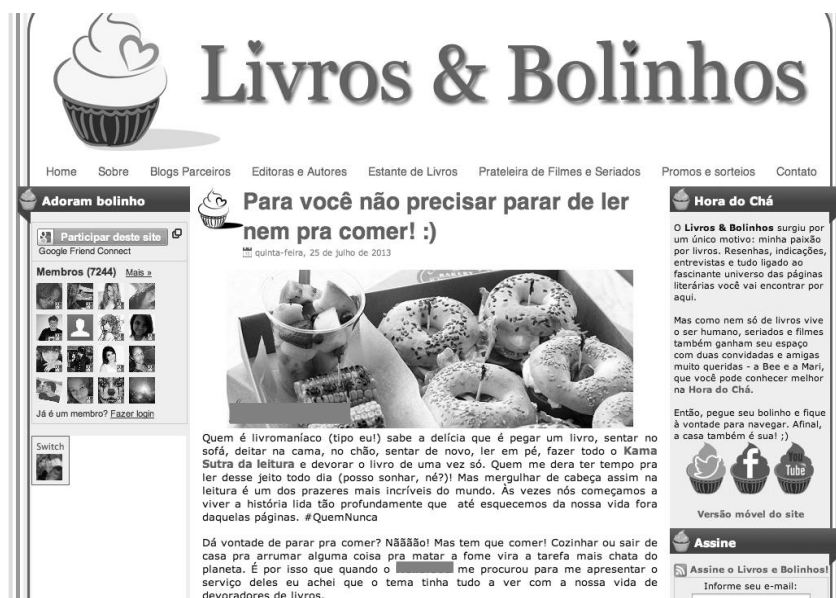 Livros & Bolinhos
Home Sobre Blogs Parceiros Editoras e Autores Estante de Livros Prateleira de Filmes e Seriados Promos e sorteios Contato
Adoram bolinho
Participar deste site
Google Friend Connect
Membros (7244) Mais »
Já é um membro? Fazer login
Switch
Para você não precisar parar de ler
nem pra comer! :)
quinta-feira, 25 de julho de 2013
BAKERY
Quem é livromaníaco (tipo eu!) sabe a delícia que é pegar um livro, sentar no
sofá, deitar na cama, no chão, sentar de novo, ler em pé, fazer todo o Kama
Sutra da leitura e devorar o livro de uma vez só. Quem me dera ter tempo pra
ler desse jeito todo dia (posso sonhar, né?)! Mas mergulhar de cabeça assim na
leitura é um dos prazeres mais incríveis do mundo. Às vezes nós começamos a
viver a história lida tão profundamente que até esquecemos da nossa vida fora
daquelas páginas. #QuemNunca
Dá vontade de parar pra comer? Nããããão! Mas tem que comer! Cozinhar ou sair de
casa pra arrumar alguma coisa pra matar a fome vira a tarefa mais chata do
planeta. É por isso que quando o me procurou para me apresentar o
serviço deles eu achei que o tema tinha tudo a ver com a nossa vida de
devoradores de livros.
Hora do Chá
O Livros & Bolinhos surgiu por
um único motivo: minha paixão
por livros. Resenhas, indicações,
entrevistas e tudo ligado ao
fascinante universo das páginas
literárias você vai encontrar por
aqui.
Mas como nem só de livros vive
o ser humano, seriados e filmes
também ganham seu espaço
com duas convidadas e amigas
muito queridas - a Bee e a Mari,
que você pode conhecer melhor
na Hora do Chá.
Então, pegue seu bolinho e fique
à vontade para navegar. Afinal,
a casa também é sua! ;)
You
Tube
Versão móvel do site
Assine
Assine o Livros e Bolinhos!
Informe seu e-mail: